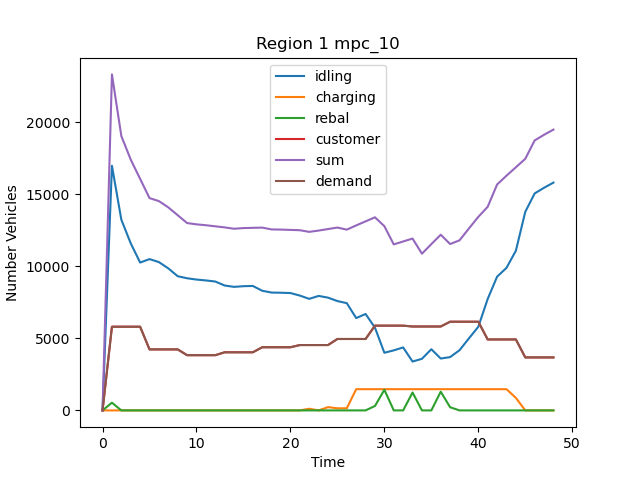 Region 1 mpc_10
idling
charging
rebal
customer
sum
demand
Number Vehicles
20000
15000
10000
5000
0
0 10 20 30 40 50
Time